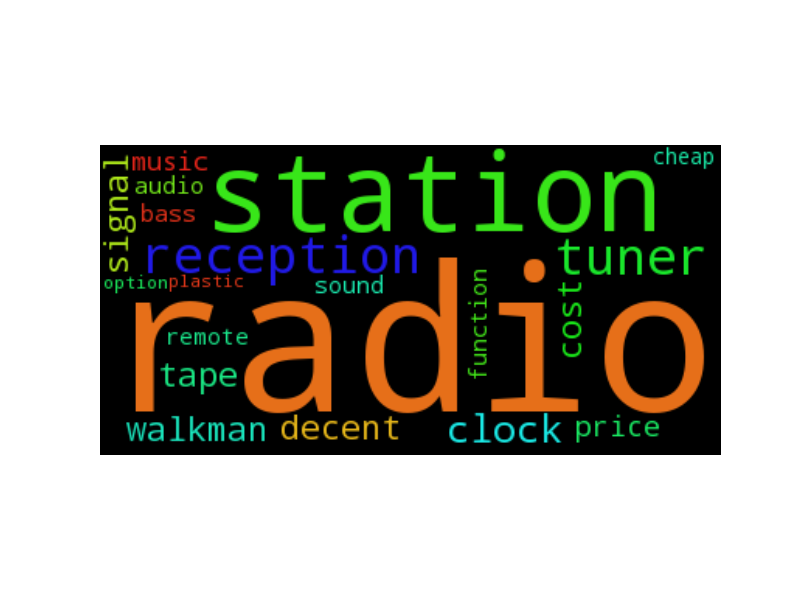 music
cheap
signal
audio
station
bass
reception
tuner
option
plastic
sound
function
cost
radio
remote
tape
walkman
decent
clock
price